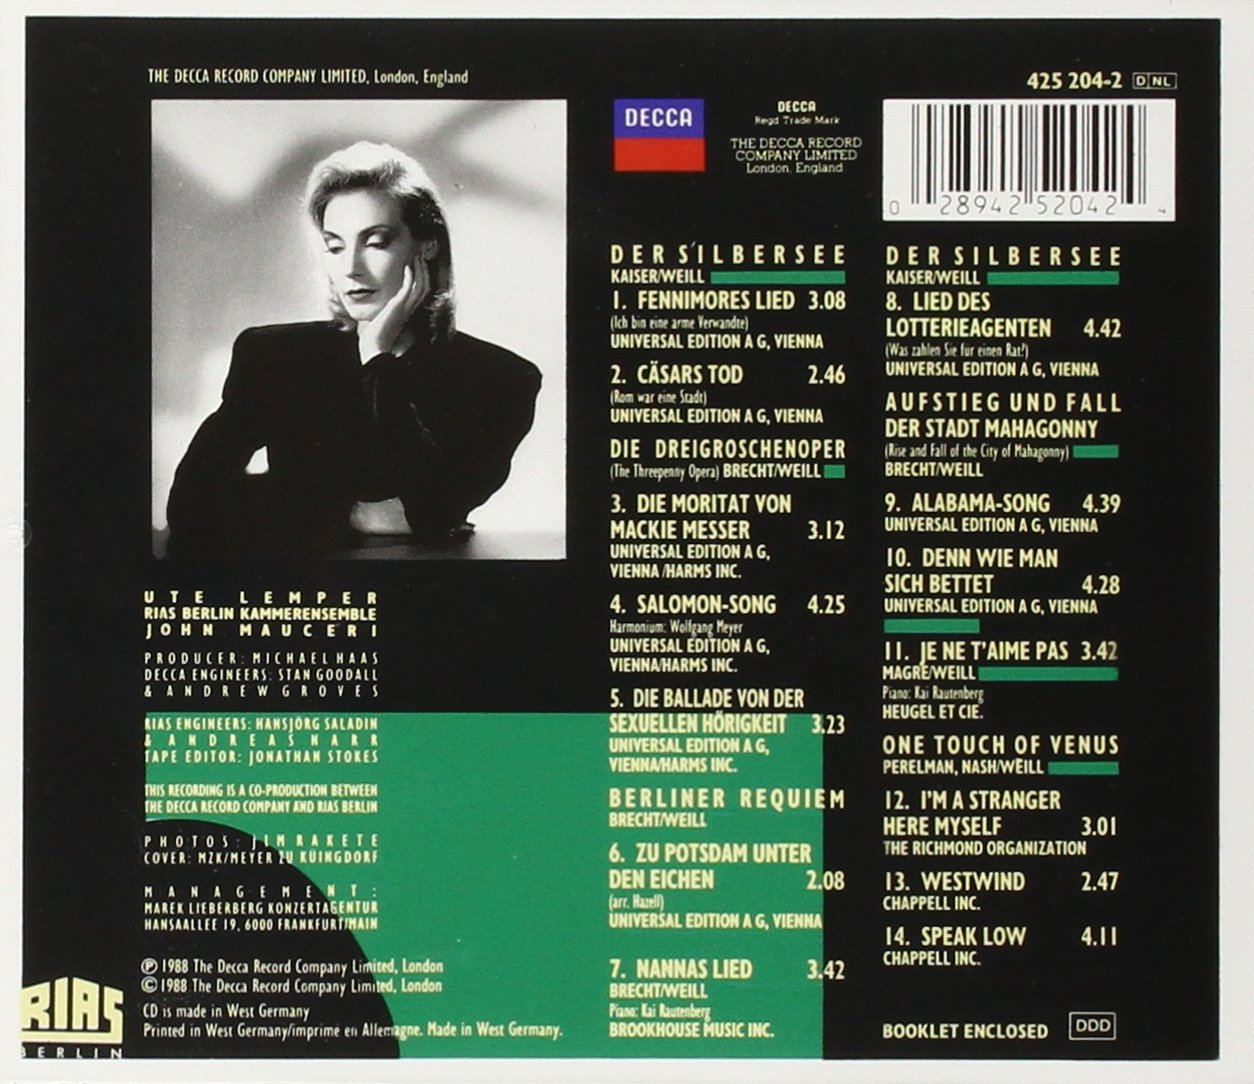 THE DECCA RECORD COMPANY LIMITED, London, England
UTE LEMPER
RIAS BERLIN KAMMERENSEMBLE
JOHN MAUCERI
PRODUCER: MICHAEL HAAS
DECCA ENGINEERS: STAN GOODALL
& ANDREW GROVES
RIAS ENGINEERS: HANSJÖRG SALADIN
& ANDREAS NARR
TAPE EDITOR: JONATHAN STOKES
THIS RECORDING IS A CO-PRODUCTION BETWEEN
THE DECCA RECORD COMPANY AND RIAS BERLIN
PHOTOS: JIM RAKETE
COVER: MZK/MEYER ZU KÜINGDORF
MANAGEMENT:
MAREK LIEBERBERG KONZERTAGENTUR
HANSAALLEE 19, 6000 FRANKFURT/MAIN
℗ 1988 The Decca Record Company Limited, London
© 1988 The Decca Record Company Limited, London
CD is made in West Germany
Printed in West Germany/imprime en Allemagne. Made in West Germany.
RIAS
BERLIN
DECCA
DECCA
Regd Trade Mark
THE DECCA RECORD
COMPANY LIMITED
London, England
425 204-2 D NL
0 28942 52042 4
DER SILBERSEE
KAISER/WEILL
1. FENNIMORES LIED 3.08
(Ich bin eine arme Verwandte)
UNIVERSAL EDITION A G, VIENNA
2. CÄSARS TOD 2.46
(Rom war eine Stadt)
UNIVERSAL EDITION A G, VIENNA
DIE DREIGROSCHENOPER
(The Threepenny Opera) BRECHT/WEILL
3. DIE MORITAT VON
MACKIE MESSER 3.12
UNIVERSAL EDITION A G,
VIENNA /HARMS INC.
4. SALOMON-SONG 4.25
Harmonium: Wolfgang Meyer
UNIVERSAL EDITION A G,
VIENNA/HARMS INC.
5. DIE BALLADE VON DER
SEXUELLEN HÖRIGKEIT 3.23
UNIVERSAL EDITION A G,
VIENNA/HARMS INC.
BERLINER REQUIEM
BRECHT/WEILL
6. ZU POTSDAM UNTER
DEN EICHEN 2.08
(arr. Hazell)
UNIVERSAL EDITION A G, VIENNA
7. NANNAS LIED 3.42
BRECHT/WEILL
Piano: Kai Rautenberg
BROOKHOUSE MUSIC INC.
DER SILBERSEE
KAISER/WEILL
8. LIED DES
LOTTERIEAGENTEN 4.42
(Was zahlen Sie fur einen Rat?)
UNIVERSAL EDITION A G, VIENNA
AUFSTIEG UND FALL
DER STADT MAHAGONNY
(Rise and Fall of the City of Mahagonny)
BRECHT/WEILL
9. ALABAMA-SONG 4.39
UNIVERSAL EDITION A G, VIENNA
10. DENN WIE MAN
SICH BETTET 4.28
UNIVERSAL EDITION A G, VIENNA
11. JE NE T'AIME PAS 3.42
MAGRE/WEILL
Piano: Kai Rautenberg
HEUGEL ET CIE.
ONE TOUCH OF VENUS
PERELMAN, NASH/WEILL
12. I'M A STRANGER
HERE MYSELF 3.01
THE RICHMOND ORGANIZATION
13. WESTWIND 2.47
CHAPPELL INC.
14. SPEAK LOW 4.11
CHAPPELL INC.
BOOKLET ENCLOSED DDD